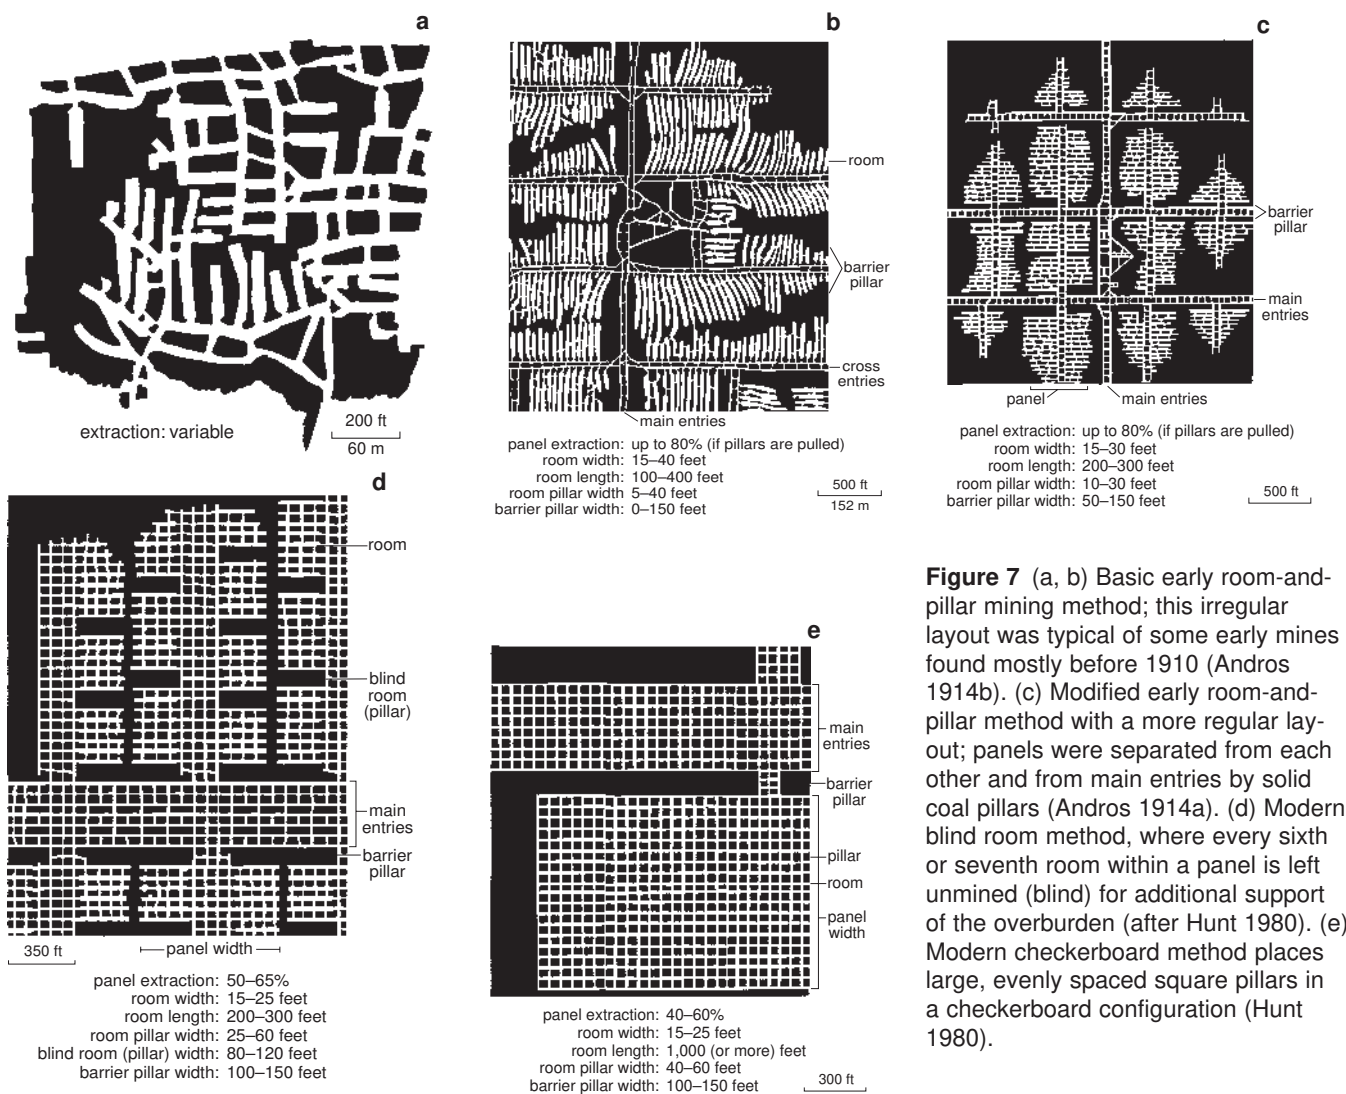 a
extraction: variable
200 ft
60 m
b
room
barrier
pillar
cross
entries
main entries
panel extraction: up to 80% (if pillars are pulled)
room width: 15–40 feet
room length: 100–400 feet
room pillar width 5–40 feet
barrier pillar width: 0–150 feet
500 ft
152 m
c
barrier
pillar
main
entries
panel
main entries
panel extraction: up to 80% (if pillars are pulled)
room width: 15–30 feet
room length: 200–300 feet
room pillar width: 10–30 feet
barrier pillar width: 50–150 feet
500 ft
d
room
blind
room
(pillar)
main
entries
barrier
pillar
350 ft
panel width
panel extraction: 50–65%
room width: 15–25 feet
room length: 200–300 feet
room pillar width: 25–60 feet
blind room (pillar) width: 80–120 feet
barrier pillar width: 100–150 feet
e
main
entries
barrier
pillar
pillar
room
panel
width
panel extraction: 40–60%
room width: 15–25 feet
room length: 1,000 (or more) feet
room pillar width: 40–60 feet
barrier pillar width: 100–150 feet
300 ft
Figure 7 (a, b) Basic early room-and-
pillar mining method; this irregular
layout was typical of some early mines
found mostly before 1910 (Andros
1914b). (c) Modified early room-and-
pillar method with a more regular lay-
out; panels were separated from each
other and from main entries by solid
coal pillars (Andros 1914a). (d) Modern
blind room method, where every sixth
or seventh room within a panel is left
unmined (blind) for additional support
of the overburden (after Hunt 1980). (e)
Modern checkerboard method places
large, evenly spaced square pillars in
a checkerboard configuration (Hunt
1980).